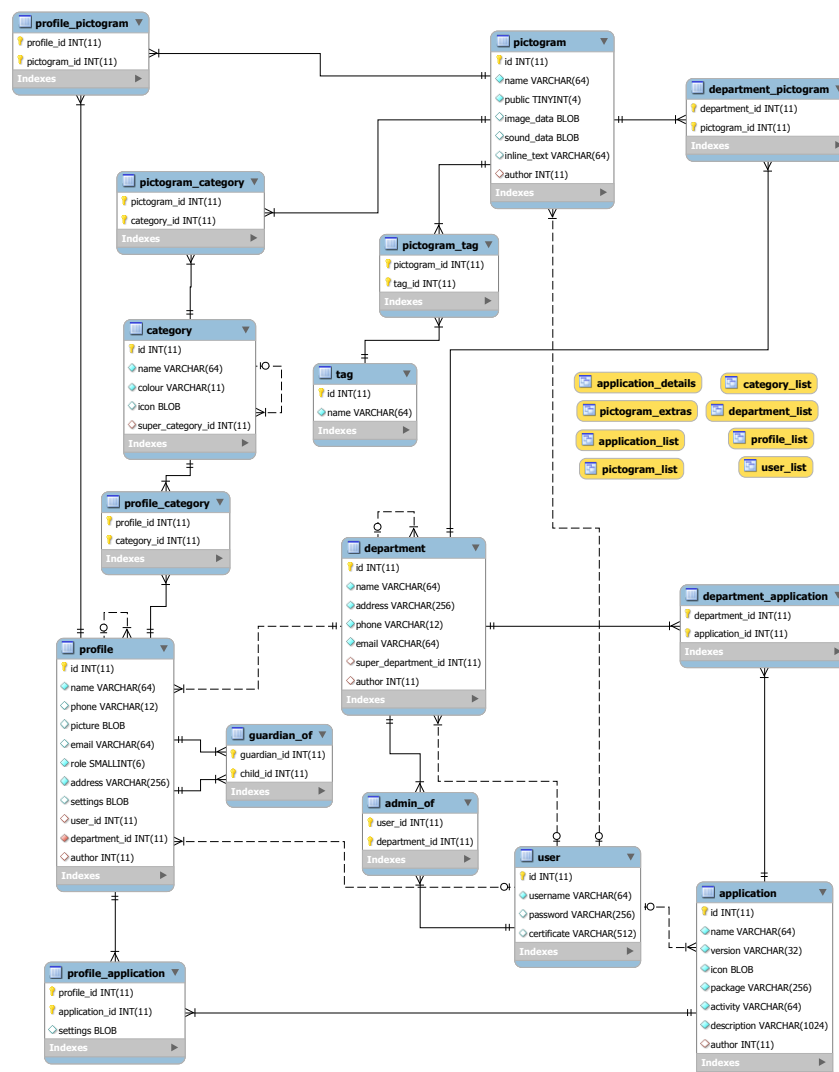 profile_pictogram
profile_id INT(11)
pictogram_id INT(11)
Indexes
pictogram
id INT(11)
name VARCHAR(64)
public TINYINT(4)
image_data BLOB
sound_data BLOB
inline_text VARCHAR(64)
author INT(11)
Indexes
department_pictogram
department_id INT(11)
pictogram_id INT(11)
Indexes
pictogram_category
pictogram_id INT(11)
category_id INT(11)
Indexes
pictogram_tag
pictogram_id INT(11)
tag_id INT(11)
Indexes
category
id INT(11)
name VARCHAR(64)
colour VARCHAR(11)
icon BLOB
super_category_id INT(11)
Indexes
tag
id INT(11)
name VARCHAR(64)
Indexes
application_details
category_list
pictogram_extras
department_list
application_list
profile_list
pictogram_list
user_list
profile_category
profile_id INT(11)
category_id INT(11)
Indexes
department
id INT(11)
name VARCHAR(64)
address VARCHAR(256)
phone VARCHAR(12)
email VARCHAR(64)
super_department_id INT(11)
author INT(11)
Indexes
department_application
department_id INT(11)
application_id INT(11)
Indexes
profile
id INT(11)
name VARCHAR(64)
phone VARCHAR(12)
picture BLOB
email VARCHAR(64)
role SMALLINT(6)
address VARCHAR(256)
settings BLOB
user_id INT(11)
department_id INT(11)
author INT(11)
Indexes
guardian_of
guardian_id INT(11)
child_id INT(11)
Indexes
admin_of
user_id INT(11)
department_id INT(11)
Indexes
user
id INT(11)
username VARCHAR(64)
password VARCHAR(256)
certificate VARCHAR(512)
Indexes
application
id INT(11)
name VARCHAR(64)
version VARCHAR(32)
icon BLOB
package VARCHAR(256)
activity VARCHAR(64)
description VARCHAR(1024)
author INT(11)
Indexes
profile_application
profile_id INT(11)
application_id INT(11)
settings BLOB
Indexes